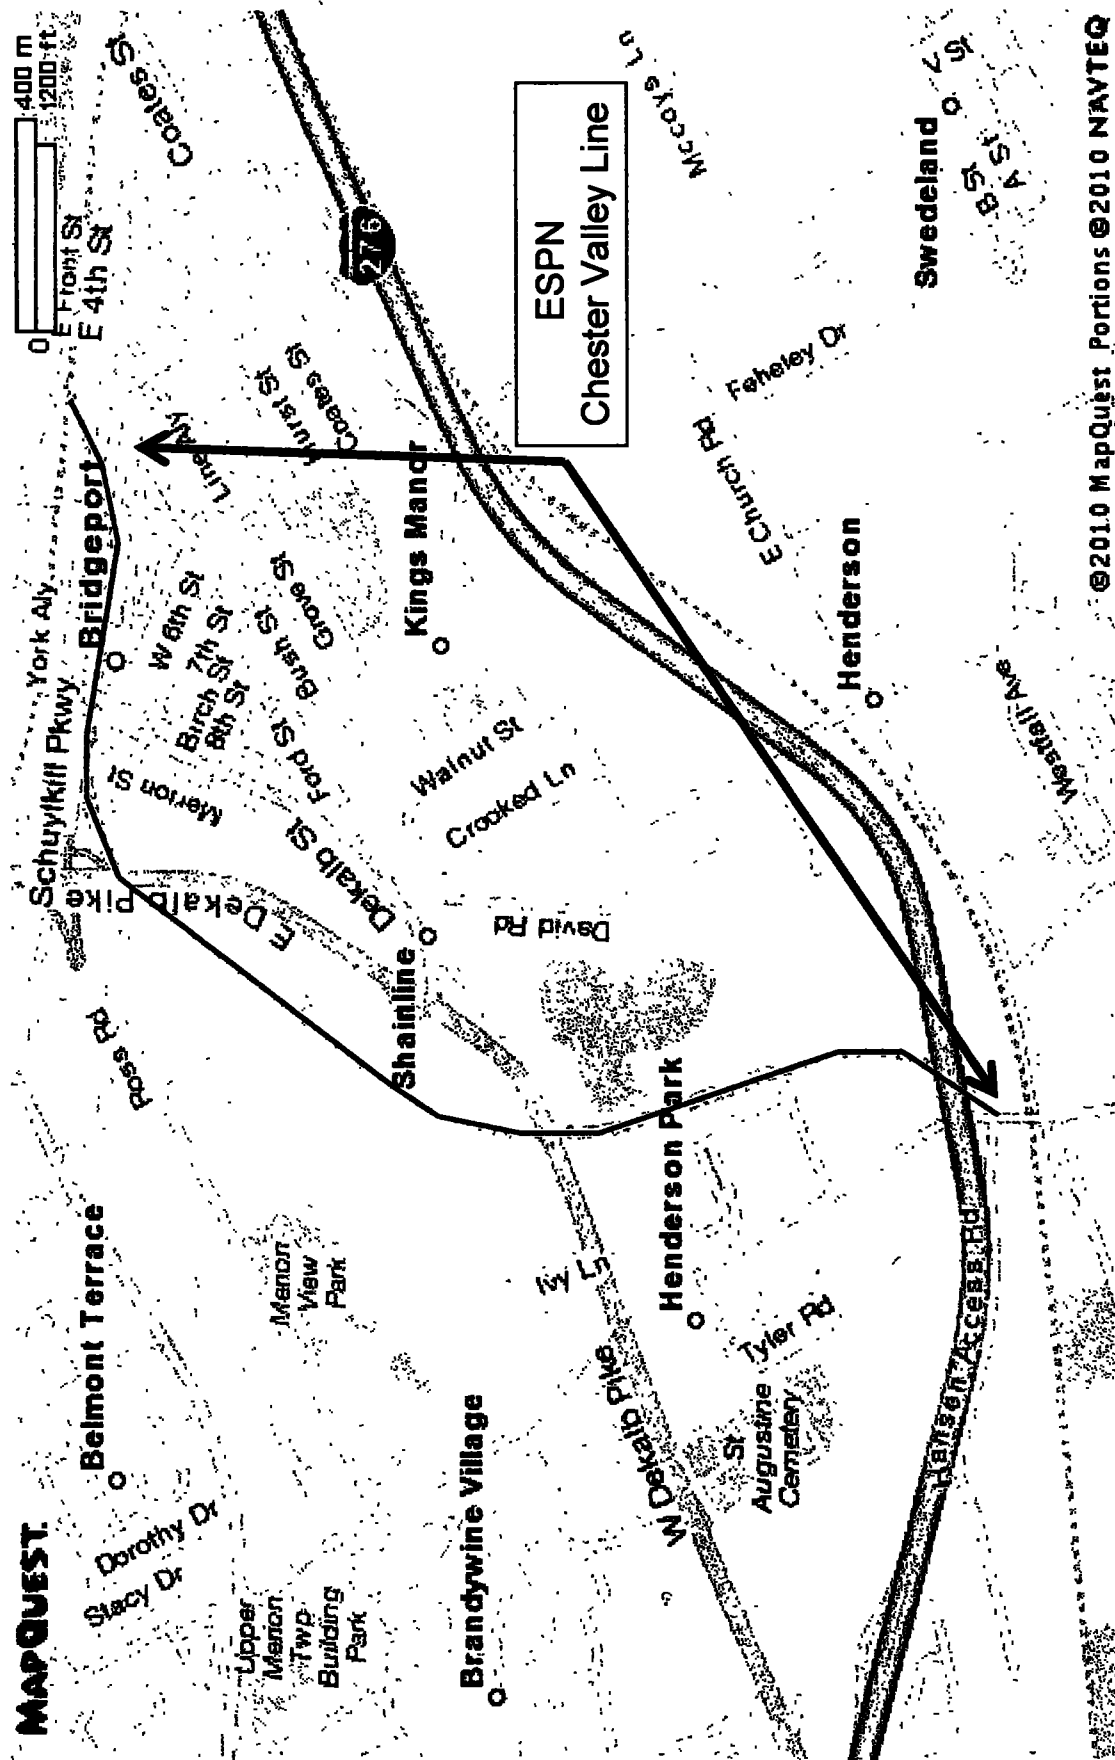 MAPQUEST.
400 m
1200 ft
0
E Front St
E 4th St
Coates St
Schuylkill Pkwy
York Aly
Bridgeport
Belmont Terrace
Dorothy Dr
Stacy Dr
Ross Rd
E Dekalb Pike
Merion St
W 6th St
7th St
Birch St
8th St
Line Aly
Hurst St
Coates St
Grove St
Bush St
Ford St
Dekalb St
276
Upper
Merion
Twp
Building
Park
Merion
View
Park
Shainline
Kings Manor
Walnut St
Crooked Ln
David Rd
Brandywine Village
Ivy Ln
W Dekalb Pike
ESPN
Chester Valley Line
Mccoys Ln
Henderson Park
Tyler Rd
St
Augustine
Cemetery
E Church Rd
Feheley Dr
Henderson
Swedeland
B St
A St
Hansen Access Rd
Westfall Ave
©2010 MapQuest Portions ©2010 NAVTEQ